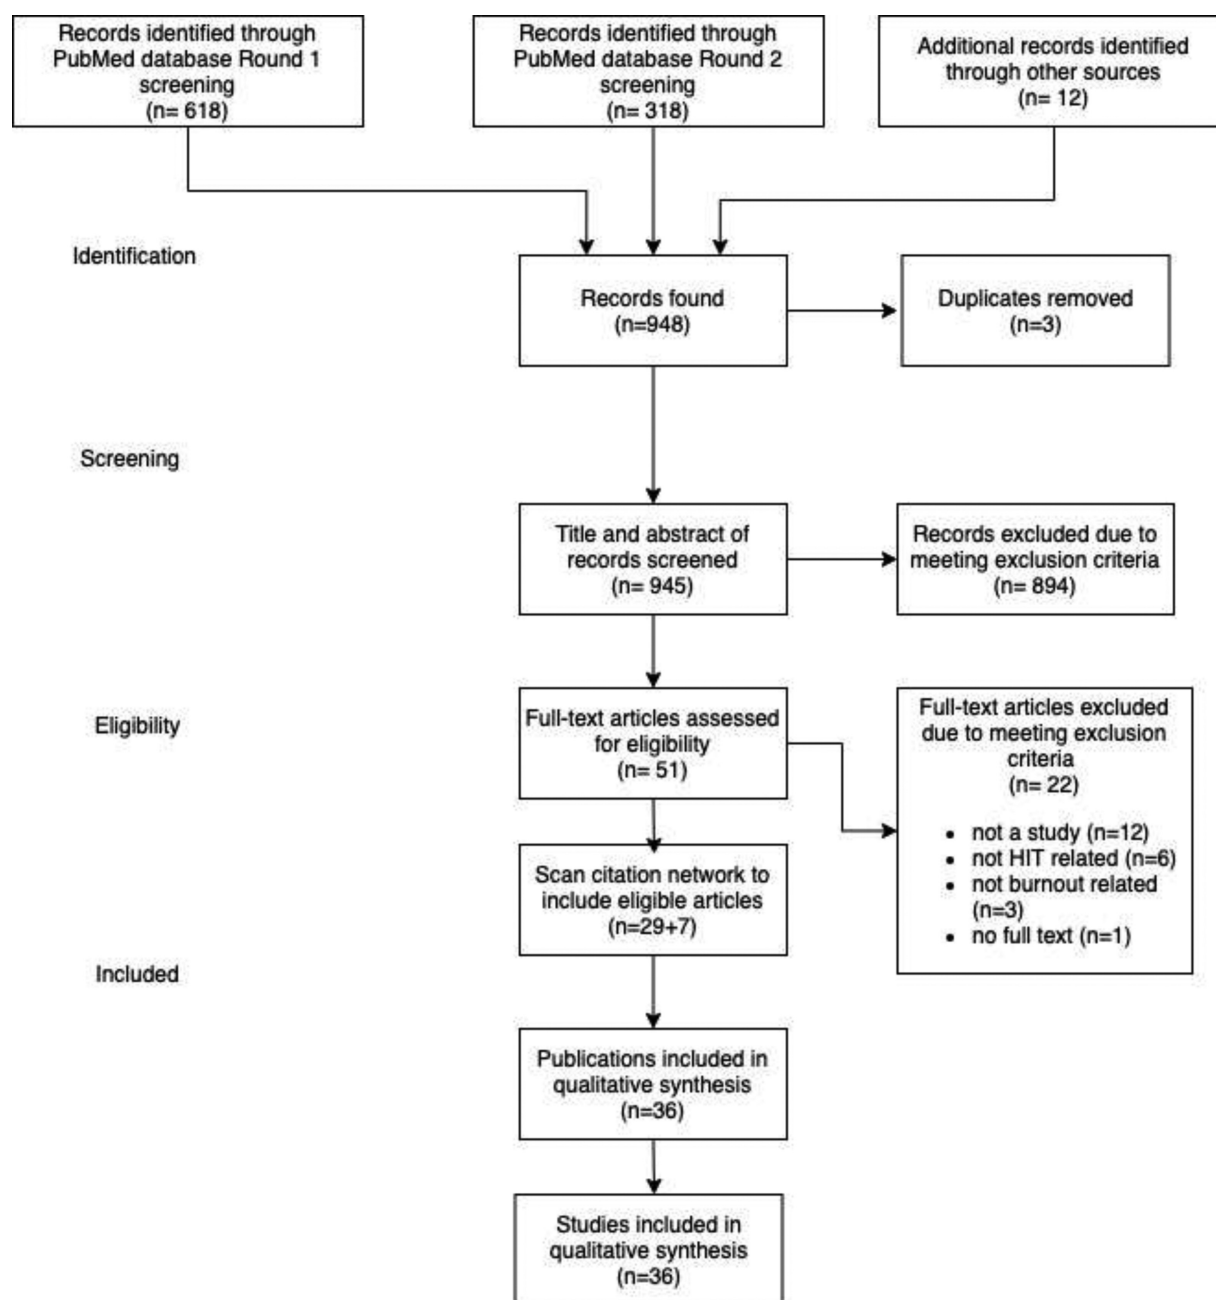 Records identified through
PubMed database Round 1
screening
(n= 618)
Records identified through
PubMed database Round 2
screening
(n= 318)
Additional records identified
through other sources
(n= 12)
Identification
Records found
(n=948)
Duplicates removed
(n=3)
Screening
Title and abstract of
records screened
(n= 945)
Records excluded due to
meeting exclusion criteria
(n= 894)
Eligibility
Full-text articles assessed
for eligibility
(n= 51)
Full-text articles excluded
due to meeting exclusion
criteria
(n= 22)
• not a study (n=12)
• not HIT related (n=6)
• not burnout related
(n=3)
• no full text (n=1)
Scan citation network to
include eligible articles
(n=29+7)
Included
Publications included in
qualitative synthesis
(n=36)
Studies included in
qualitative synthesis
(n=36)